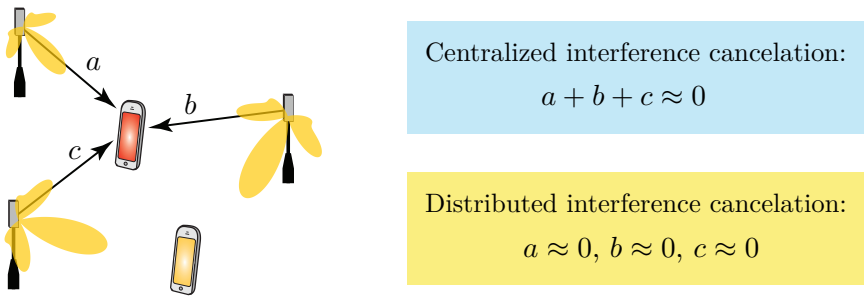 a
b
c
Centralized interference cancelation:
a + b + c ≈ 0
Distributed interference cancelation:
a ≈ 0, b ≈ 0, c ≈ 0